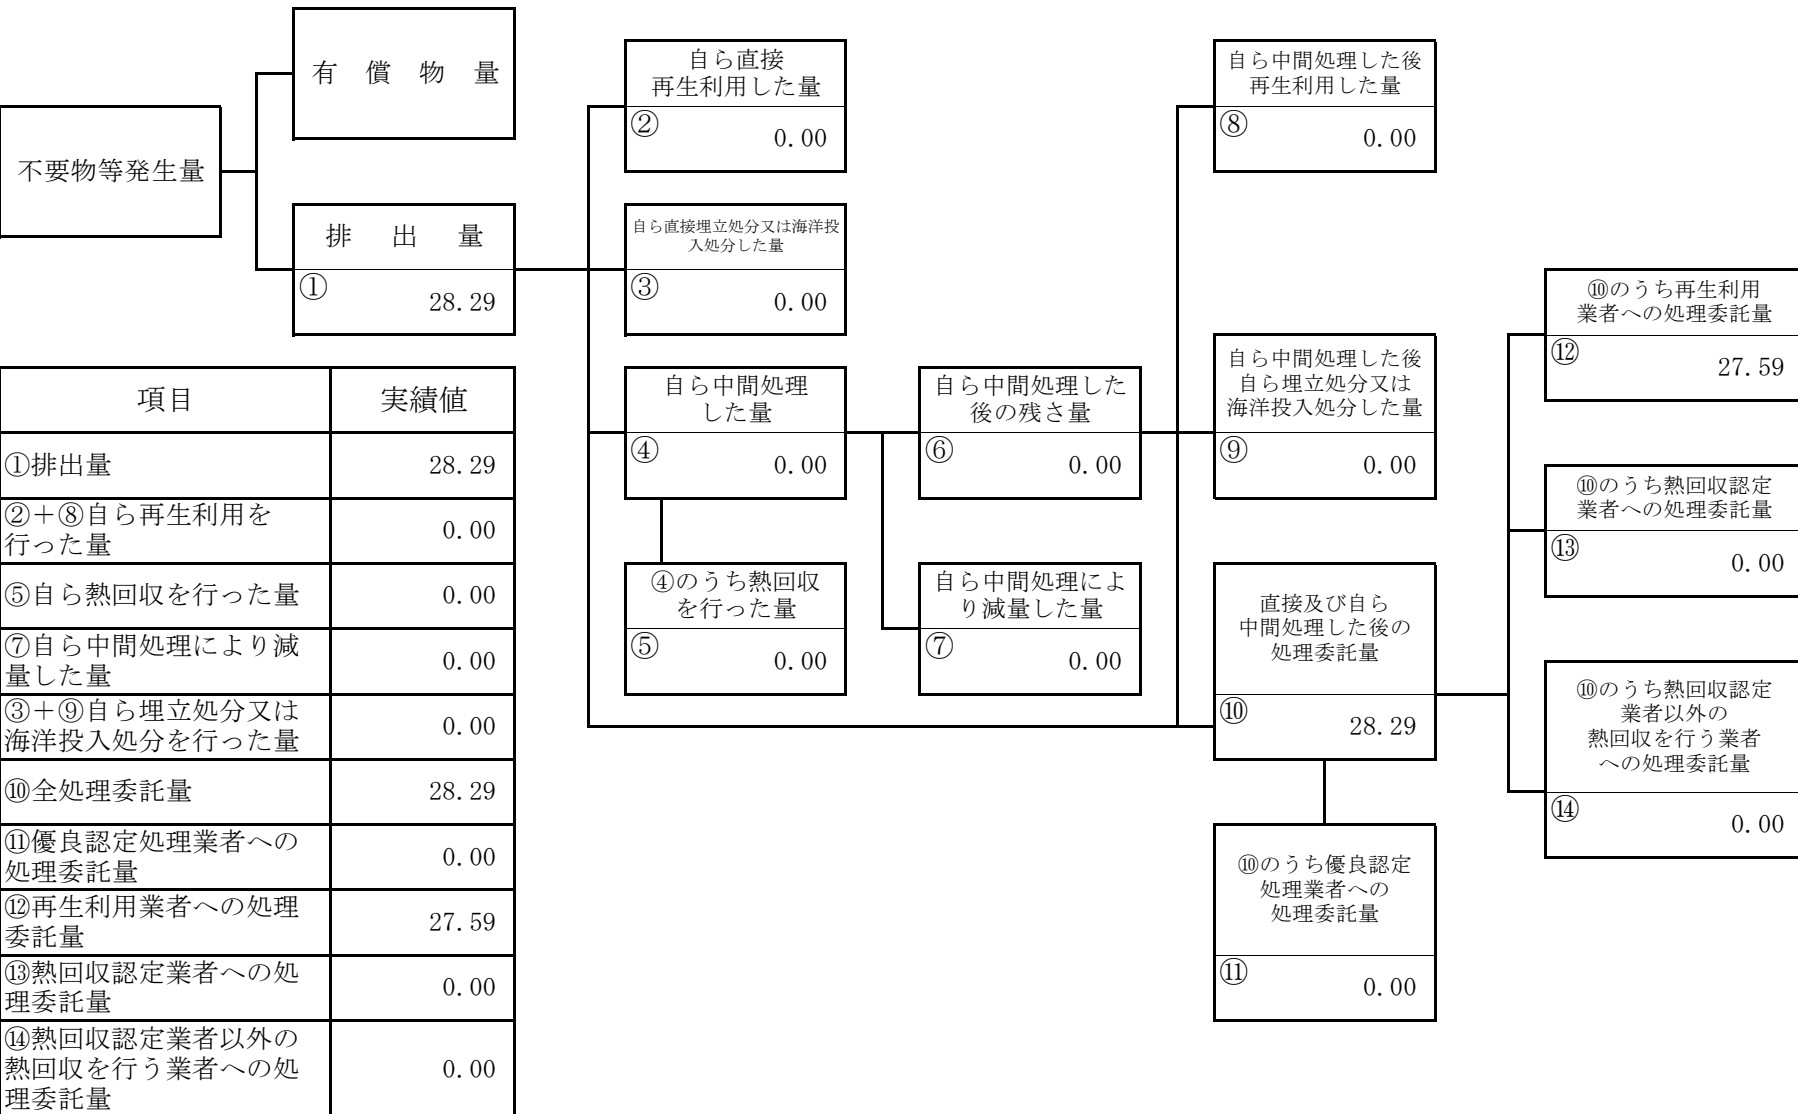 有償物量
不要物等発生量
排出量
①
28.29
自ら直接
再生利用した量
②
0.00
自ら直接埋立処分又は海洋投
入処分した量
③
0.00
自ら中間処理
した量
④
0.00
④のうち熱回収
を行った量
⑤
0.00
自ら中間処理した
後の残さ量
⑥
0.00
自ら中間処理によ
り減量した量
⑦
0.00
自ら中間処理した後
再生利用した量
⑧
0.00
自ら中間処理した後
自ら埋立処分又は
海洋投入処分した量
⑨
0.00
直接及び自ら
中間処理した後の
処理委託量
⑩
28.29
⑩のうち優良認定
処理業者への
処理委託量
⑪
0.00
⑩のうち再生利用
業者への処理委託量
⑫
27.59
⑩のうち熱回収認定
業者への処理委託量
⑬
0.00
⑩のうち熱回収認定
業者以外の
熱回収を行う業者
への処理委託量
⑭
0.00
項目 実績値
①排出量 28.29
②＋⑧自ら再生利用を
行った量 0.00
⑤自ら熱回収を行った量 0.00
⑦自ら中間処理により減
量した量 0.00
③＋⑨自ら埋立処分又は
海洋投入処分を行った量 0.00
⑩全処理委託量 28.29
⑪優良認定処理業者への
処理委託量 0.00
⑫再生利用業者への処理
委託量 27.59
⑬熱回収認定業者への処
理委託量 0.00
⑭熱回収認定業者以外の
熱回収を行う業者への処 0.00
理委託量